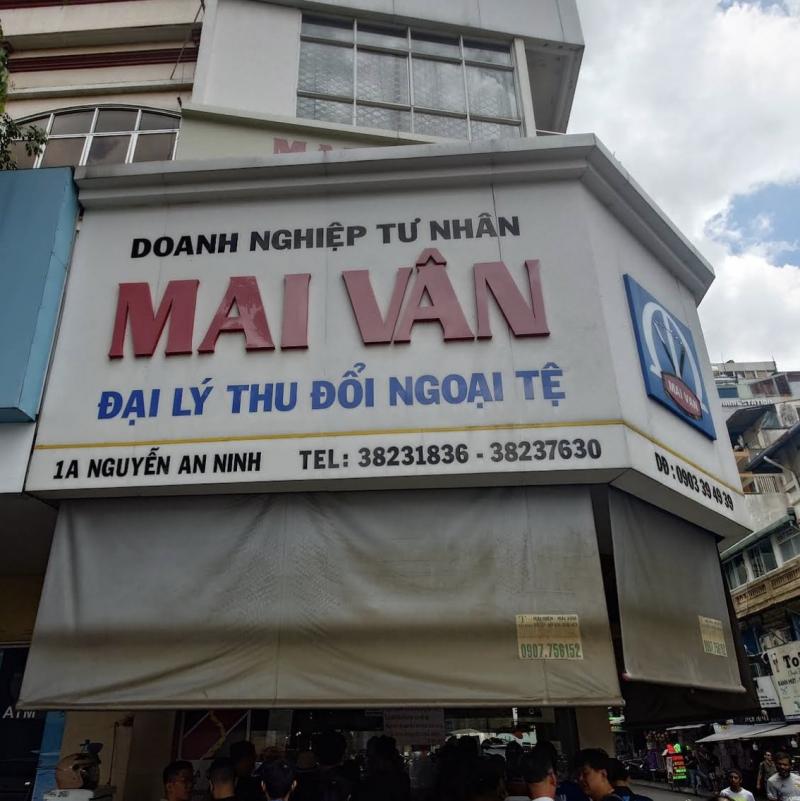 DOANH NGHIỆP TƯ NHÂN
MAI VÂN
ĐẠI LÝ THU ĐỔI NGOẠI TỆ
1A NGUYỄN AN NINH TEL: 38231836 - 38237630
DĐ: 0903 39 49 39
MAI VÂN
0907.756152
ATM